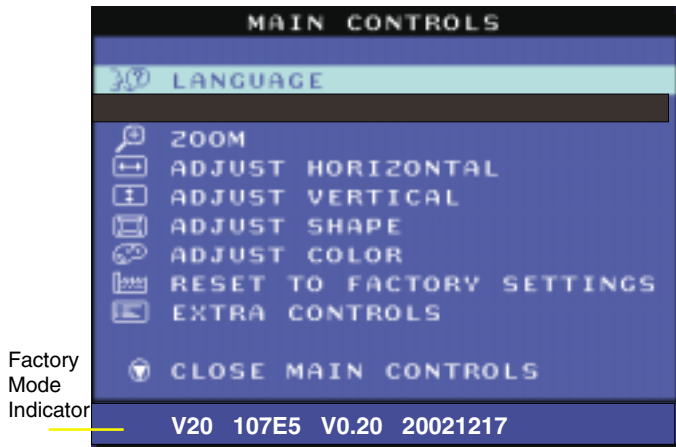 MAIN CONTROLS
LANGUAGE
ZOOM
ADJUST HORIZONTAL
ADJUST VERTICAL
ADJUST SHAPE
ADJUST COLOR
RESET TO FACTORY SETTINGS
EXTRA CONTROLS
CLOSE MAIN CONTROLS
Factory
Mode
Indicator
V20 107E5 V0.20 20021217